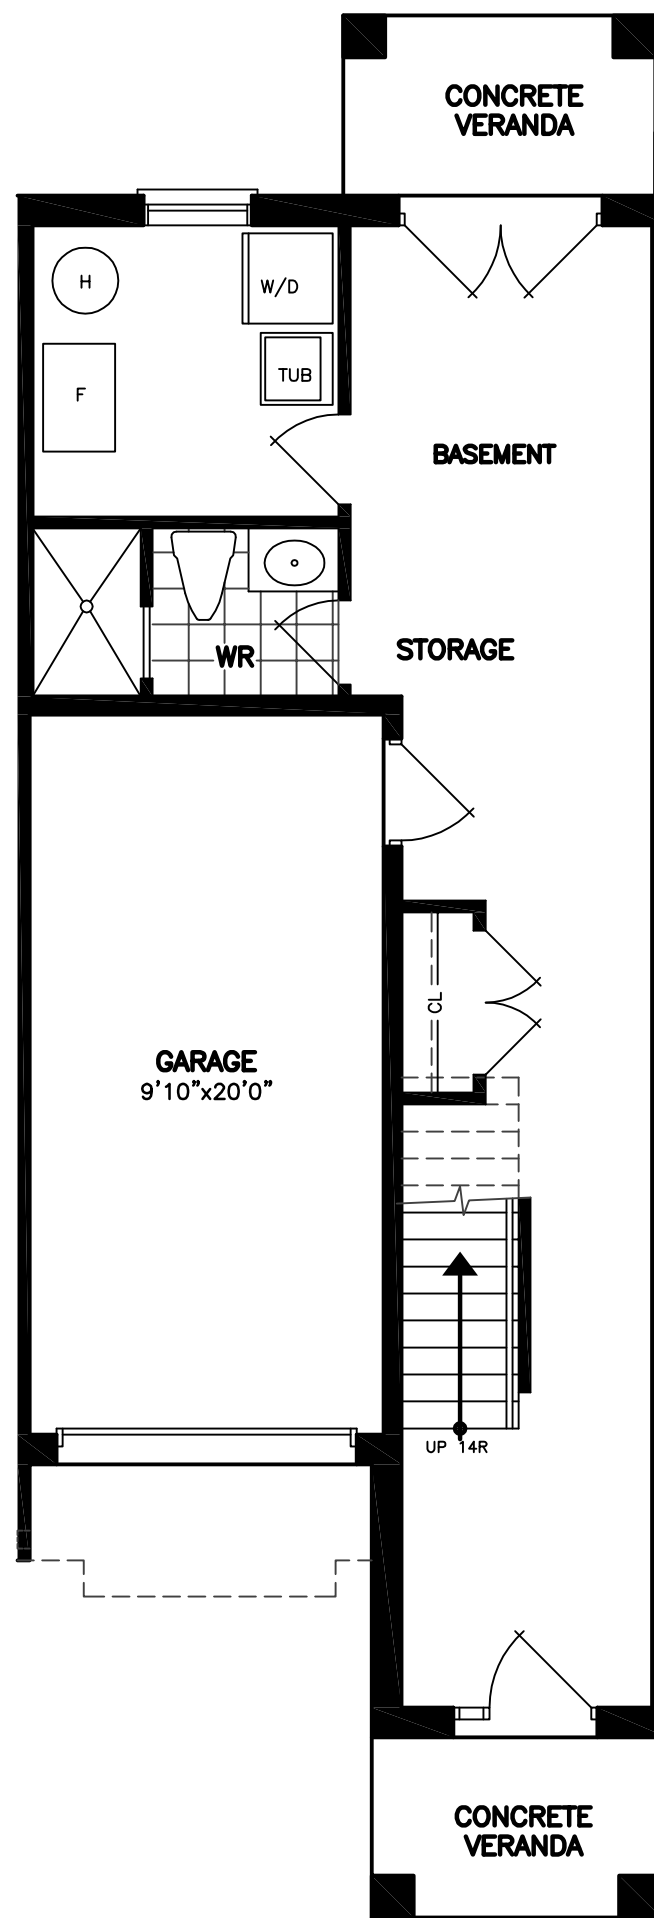 CONCRETE
VERANDA
H
W/D
F
TUB
BASEMENT
WR
STORAGE
CL
GARAGE
9'10"x20'0"
UP 14R
CONCRETE
VERANDA